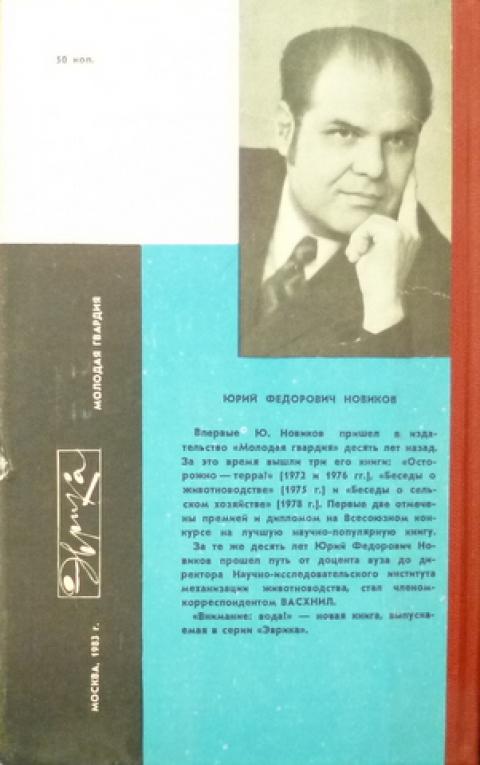 50 коп.
ЮРИЙ ФЕДОРОВИЧ НОВИКОВ
Впервые Ю. Новиков пришел в изда-
тельство «Молодая гвардия» десять лет назад.
За это время вышли три его книги: «Осто-
рожно — терра!» (1972 и 1976 гг.), «Беседы о
животноводстве» (1975 г.) и «Беседы о сель-
ском хозяйстве» (1978 г.). Первые две отмече-
ны премией и дипломом на Всесоюзном кон-
курсе на лучшую научно-популярную книгу.
За те же десять лет Юрий Федорович Но-
виков прошел путь от доцента вуза до ди-
ректора Научно-исследовательского института
механизации животноводства, стал членом-
корреспондентом ВАСХНИЛ.
«Внимание: вода!» — новая книга, выпуска-
емая в серии «Эврика».
МОЛОДАЯ ГВАРДИЯ
Эврика
МОСКВА, 1983 г.